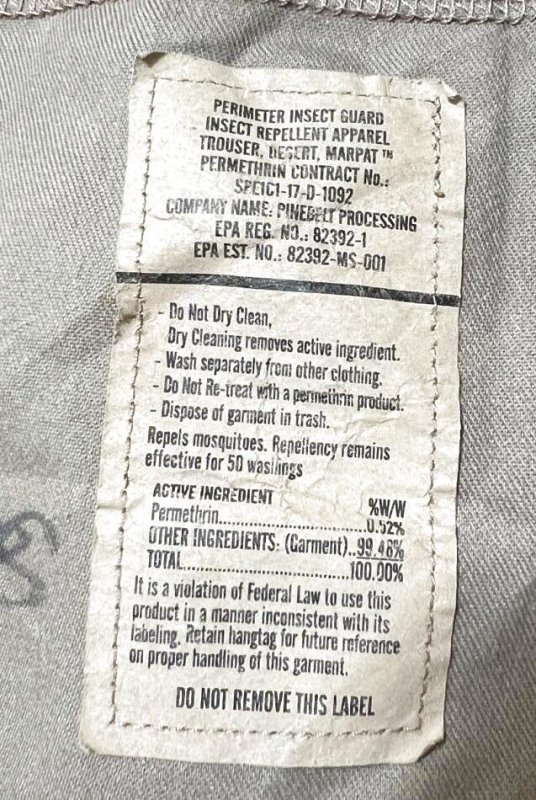 PERIMETER INSECT GUARD
INSECT REPELLENT APPAREL
TROUSER, DESERT, MARPAT™
PERMETHRIN CONTRACT No.:
SPE1C1-17-D-1092
COMPANY NAME: PINEBELT PROCESSING
EPA REG. NO.: 82392-1
EPA EST. NO.: 82392-MS-001
- Do Not Dry Clean,
Dry Cleaning removes active ingredient.
- Wash separately from other clothing.
- Do Not Re-treat with a permethrin product.
- Dispose of garment in trash.
Repels mosquitoes. Repellency remains
effective for 50 washings
ACTIVE INGREDIENT %W/W
Permethrin..............................0.52%
OTHER INGREDIENTS: (Garment)..99.48%
TOTAL...................................100.00%
It is a violation of Federal Law to use this
product in a manner inconsistent with its
labeling. Retain hangtag for future reference
on proper handling of this garment.
DO NOT REMOVE THIS LABEL